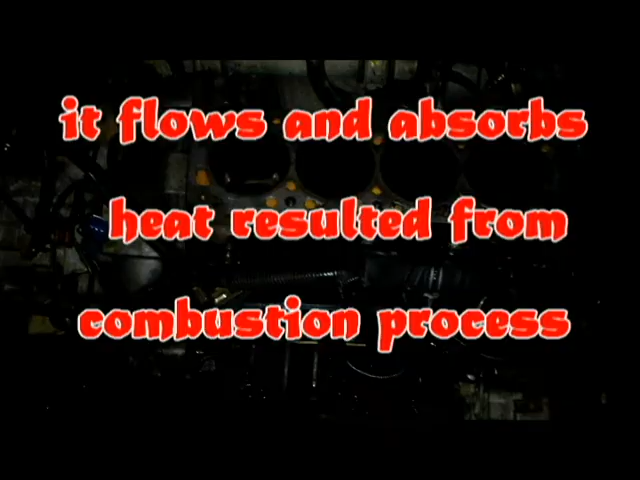 it flows and absorbs
heat resulted from
combustion process